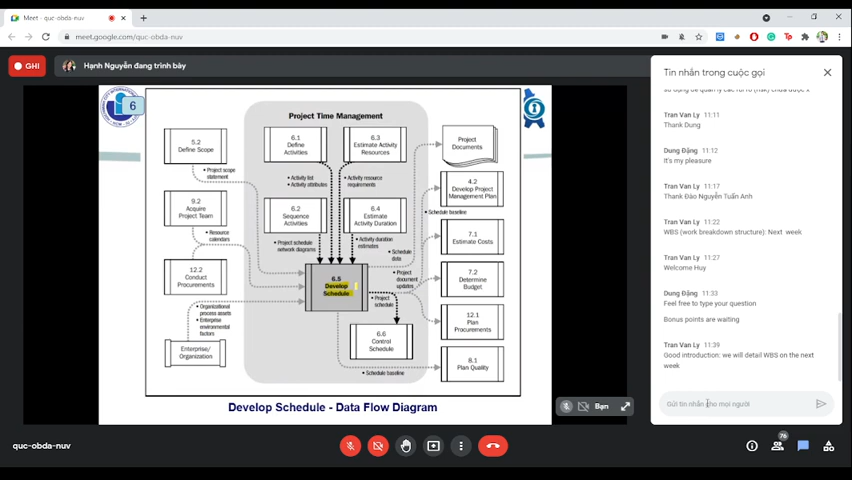 Meet - quc-obda-nuv
meet.google.com/quc-obda-nuv
GHI
Hạnh Nguyễn đang trình bày
6
Project Time Management
5.2
Define Scope
6.1
Define
Activities
6.3
Estimate Activity
Resources
Project
Documents
• Project scope
statement
• Activity list
• Activity attributes
• Activity resource
requirements
4.2
Develop Project
Management Plan
9.2
Acquire
Project Team
6.2
Sequence
Activities
6.4
Estimate
Activity Duration
• Schedule baseline
• Resource
calendars
• Project schedule
network diagrams
• Activity duration
estimates
• Schedule
data
7.1
Estimate Costs
12.2
Conduct
Procurements
6.5
Develop
Schedule
• Project
document
updates
7.2
Determine
Budget
• Project
schedule
• Organizational
process assets
• Enterprise
environmental
factors
12.1
Plan
Procurements
6.6
Control
Schedule
Enterprise/
Organization
• Schedule baseline
8.1
Plan Quality
Develop Schedule - Data Flow Diagram
Bạn
Tin nhắn trong cuộc gọi
Tran Van Ly 11:11
Thank Dung
Dung Đặng 11:12
It's my pleasure
Tran Van Ly 11:17
Thank Đào Nguyễn Tuấn Anh
Tran Van Ly 11:22
WBS (work breakdown structure): Next week
Tran Van Ly 11:27
Welcome Huy
Dung Đặng 11:33
Feel free to type your question
Bonus points are waiting
Tran Van Ly 11:39
Good introduction: we will detail WBS on the next
week
Gửi tin nhắn cho mọi người
quc-obda-nuv
76